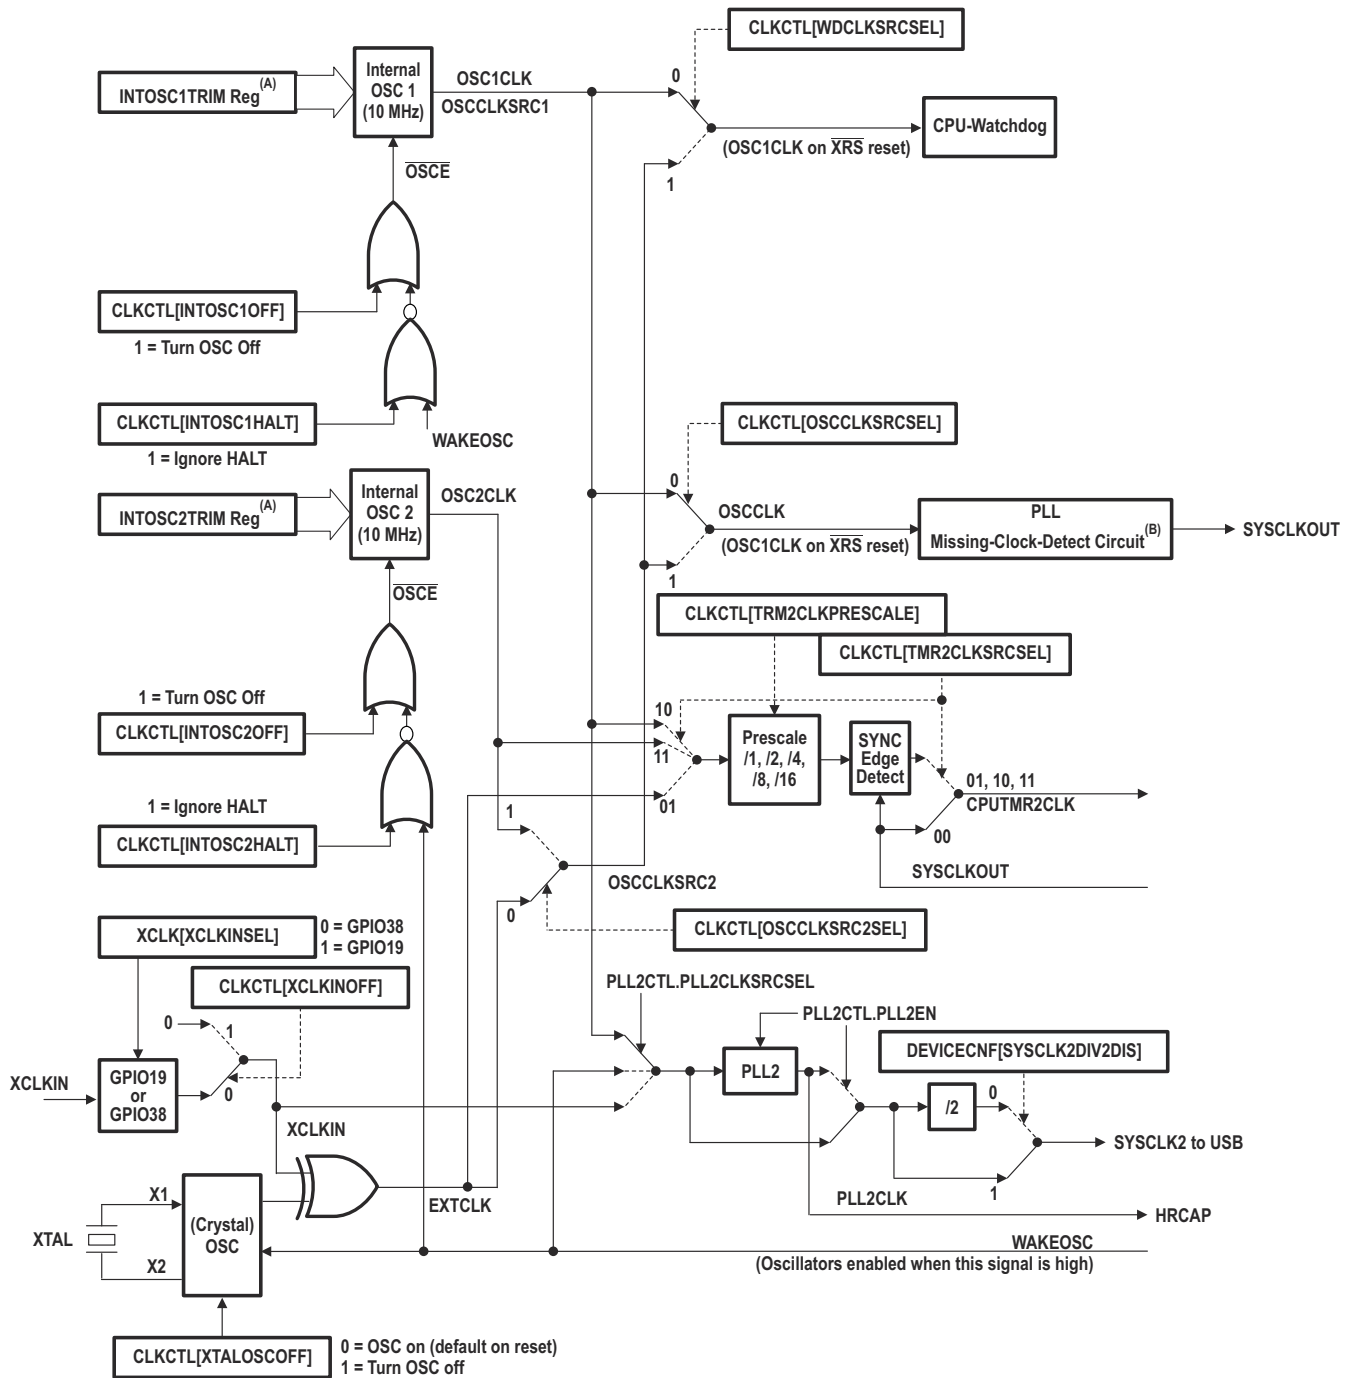 CLKCTL[WDCLKSRCSEL]
INTOSC1TRIM Reg(A)
Internal
OSC 1
(10 MHz)
OSC1CLK
OSCCLKSRC1
0
CPU-Watchdog
(OSC1CLK on XRS reset)
1
OSCE
CLKCTL[INTOSC1OFF]
1 = Turn OSC Off
CLKCTL[INTOSC1HALT]
1 = Ignore HALT
WAKEOSC
CLKCTL[OSCCLKSRCSEL]
INTOSC2TRIM Reg(A)
Internal
OSC 2
(10 MHz)
OSC2CLK
0
OSCCLK
(OSC1CLK on XRS reset)
1
PLL
Missing-Clock-Detect Circuit(B)
SYSCLKOUT
OSCE
CLKCTL[TRM2CLKPRESCALE]
CLKCTL[TMR2CLKSRCSEL]
1 = Turn OSC Off
CLKCTL[INTOSC2OFF]
10
11
01
Prescale
/1, /2, /4,
/8, /16
SYNC
Edge
Detect
01, 10, 11
CPUTMR2CLK
00
SYSCLKOUT
1 = Ignore HALT
CLKCTL[INTOSC2HALT]
1
0
OSCCLKSRC2
CLKCTL[OSCCLKSRC2SEL]
XCLK[XCLKINSEL]
0 = GPIO38
1 = GPIO19
CLKCTL[XCLKINOFF]
0
1
0
XCLKIN
GPIO19
or
GPIO38
XCLKIN
PLL2CTL.PLL2CLKSRCSEL
PLL2CTL.PLL2EN
DEVICECNF[SYSCLK2DIV2DIS]
PLL2
/2
0
1
SYSCLK2 to USB
PLL2CLK
HRCAP
EXTCLK
XTAL
X1
X2
(Crystal)
OSC
WAKEOSC
(Oscillators enabled when this signal is high)
CLKCTL[XTALOSCOFF]
0 = OSC on (default on reset)
1 = Turn OSC off